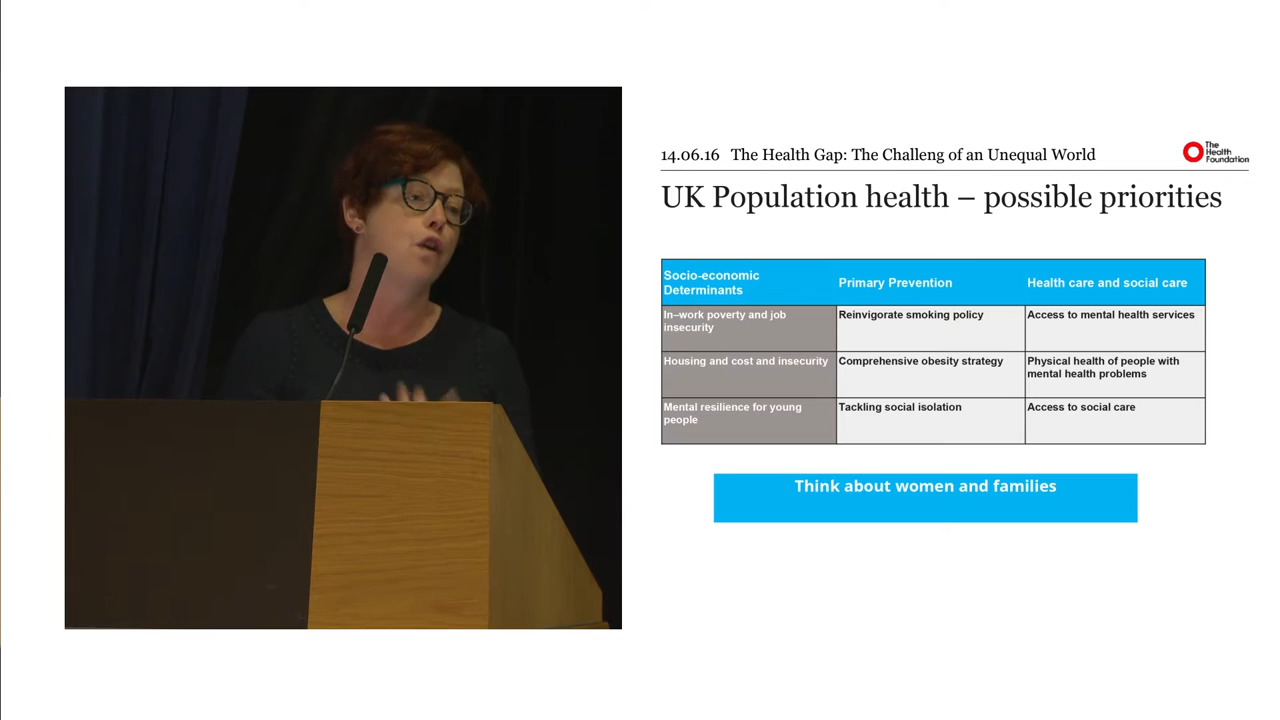 14.06.16 The Health Gap: The Challeng of an Unequal World
The
Health
Foundation
UK Population health – possible priorities
Socio-economic
Determinants
Primary Prevention
Health care and social care
In–work poverty and job
insecurity
Reinvigorate smoking policy
Access to mental health services
Housing and cost and insecurity
Comprehensive obesity strategy
Physical health of people with
mental health problems
Mental resilience for young
people
Tackling social isolation
Access to social care
Think about women and families